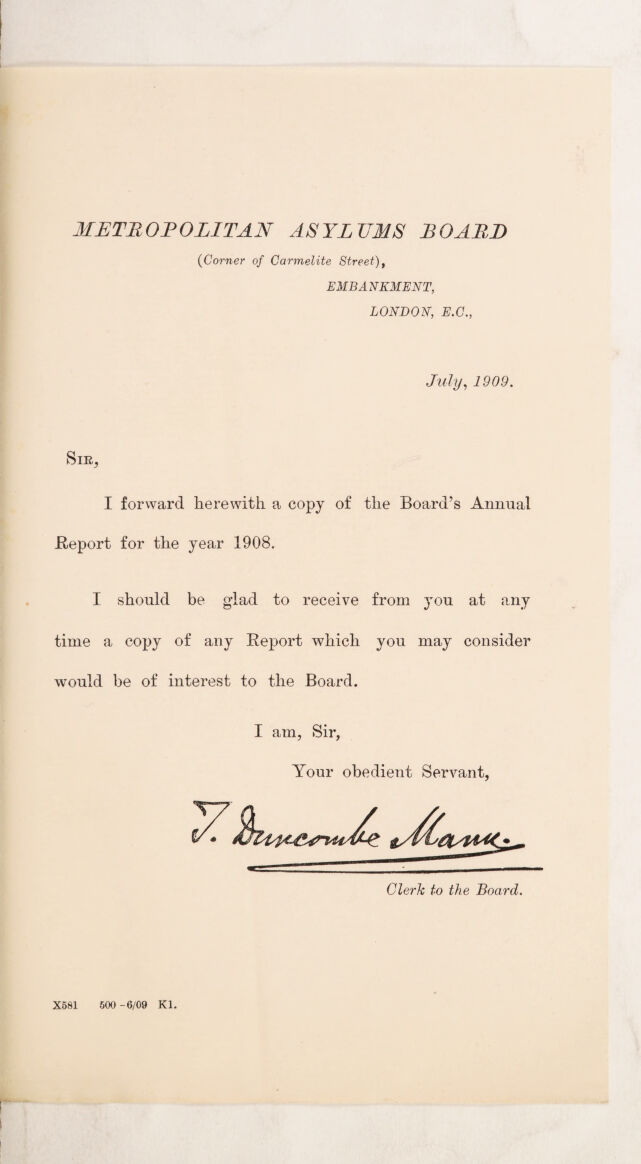 METROPOLITAN ASYLUMS BOARD
(Corner of Carmelite Street),
EMBANKMENT,
LONDON, E.C.,
July, 1909.
SIR,
I forward herewith a copy of the Board's Annual
Report for the year 1908.
I should be glad to receive from you at any
time a copy of any Report which you may consider
would be of interest to the Board.
I am, Sir,
Your obedient Servant,
T. Duncombe Mann.
Clerk to the Board.
X581 500-6/09 K1.